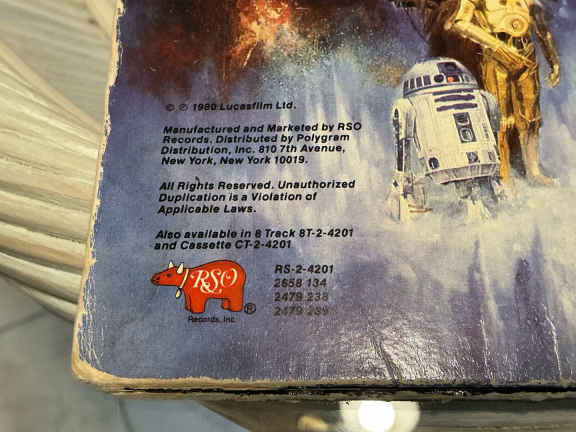 © ℗ 1980 Lucasfilm Ltd.
Manufactured and Marketed by RSO
Records. Distributed by Polygram
Distribution, Inc. 810 7th Avenue,
New York, New York 10019.
All Rights Reserved. Unauthorized
Duplication is a Violation of
Applicable Laws.
Also available in 8 Track 8T-2-4201
and Cassette CT-2-4201
RSO
®
Records, Inc.
RS-2-4201
2658 134
2479 238
2479 239